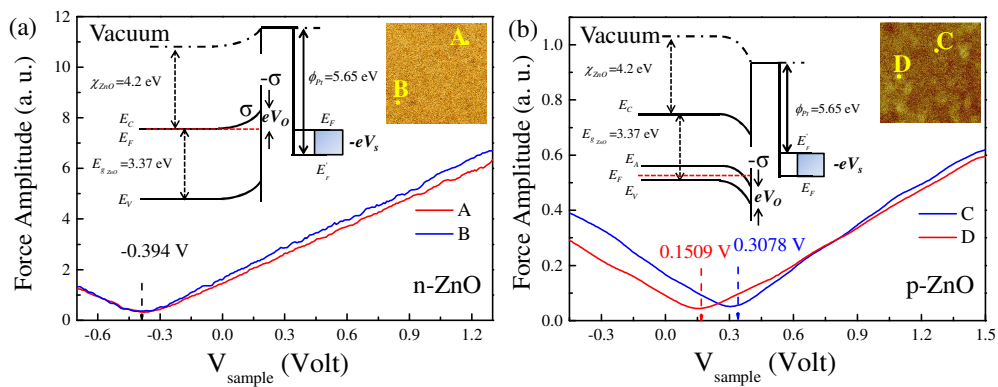 (a)
Force Amplitude (a. u.)
12
10
8
6
4
2
0
Vacuum
χZnO=4.2 eV
EC
EF
Eg ZnO=3.37 eV
EV
-σ
σ
eVO
ϕPt=5.65 eV
EF
-eVs
A
B
-0.394 V
A
B
n-ZnO
-0.6 -0.3 0.0 0.3 0.6 0.9 1.2
Vsample (Volt)
(b)
Force Amplitude (a. u.)
1.0
0.8
0.6
0.4
0.2
0.0
Vacuum
χZnO=4.2 eV
EC
Eg ZnO=3.37 eV
EA
EF
EV
-σ
eVO
ϕPt=5.65 eV
EF
-eVs
C
D
0.1509 V
0.3078 V
C
D
p-ZnO
-0.3 0.0 0.3 0.6 0.9 1.2 1.5
Vsample (Volt)